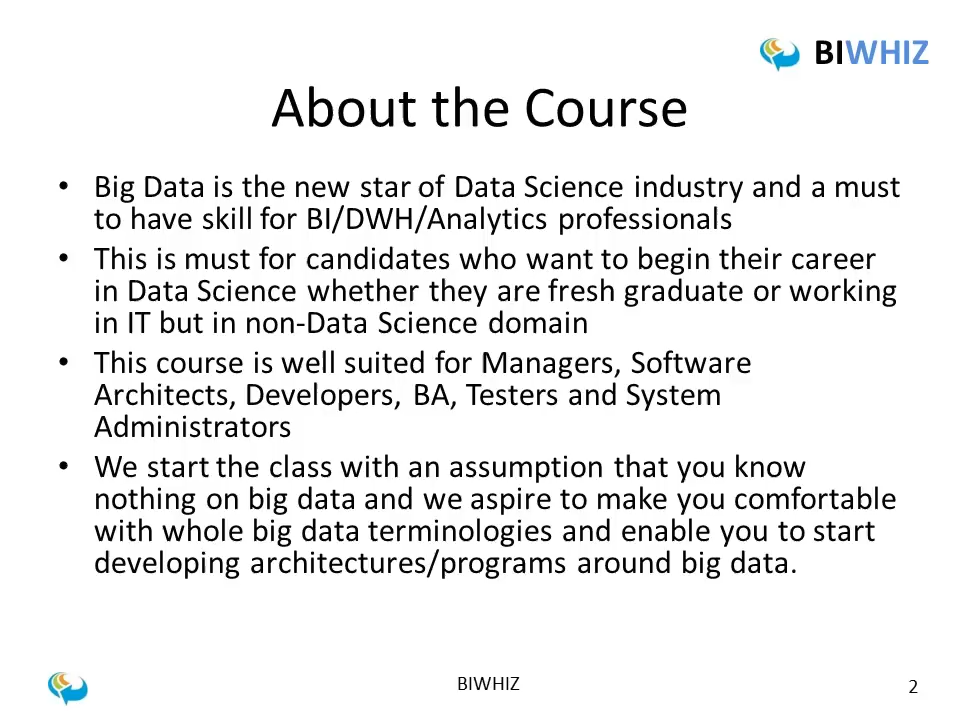 BIWHIZ
About the Course
• Big Data is the new star of Data Science industry and a must
to have skill for BI/DWH/Analytics professionals
• This is must for candidates who want to begin their career
in Data Science whether they are fresh graduate or working
in IT but in non-Data Science domain
• This course is well suited for Managers, Software
Architects, Developers, BA, Testers and System
Administrators
• We start the class with an assumption that you know
nothing on big data and we aspire to make you comfortable
with whole big data terminologies and enable you to start
developing architectures/programs around big data.
BIWHIZ
2